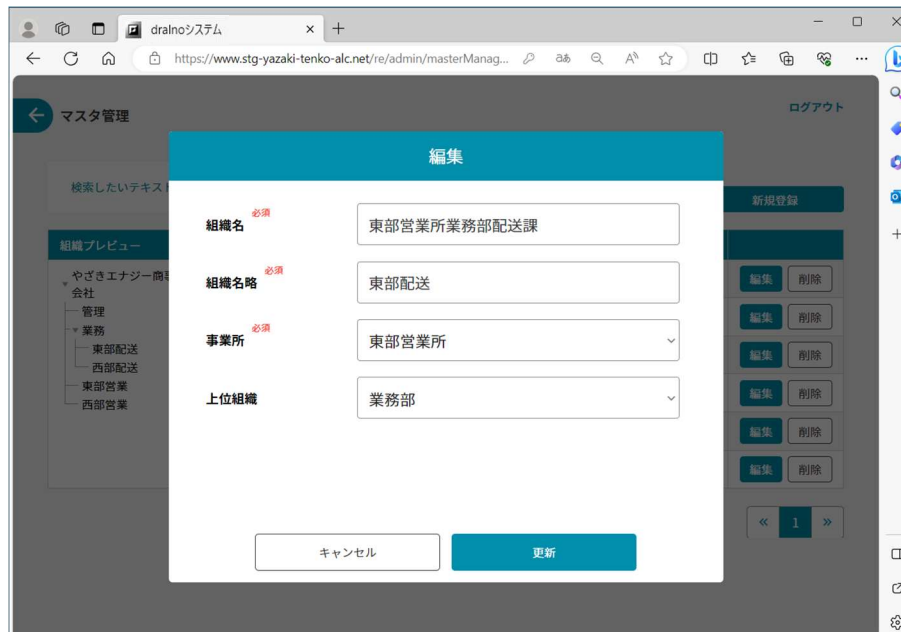 draInoシステム
https://www.stg-yazaki-tenko-alc.net/re/admin/masterManag...
マスタ管理
ログアウト
編集
検索したいテキスト
新規登録
組織プレビュー
やざきエナジー商事
会社
管理
業務
東部配送
西部配送
東部営業
西部営業
組織名 必須
東部営業所業務部配送課
組織名略 必須
東部配送
事業所 必須
東部営業所
上位組織
業務部
キャンセル
更新
編集 削除
編集 削除
編集 削除
編集 削除
編集 削除
編集 削除
« 1 »